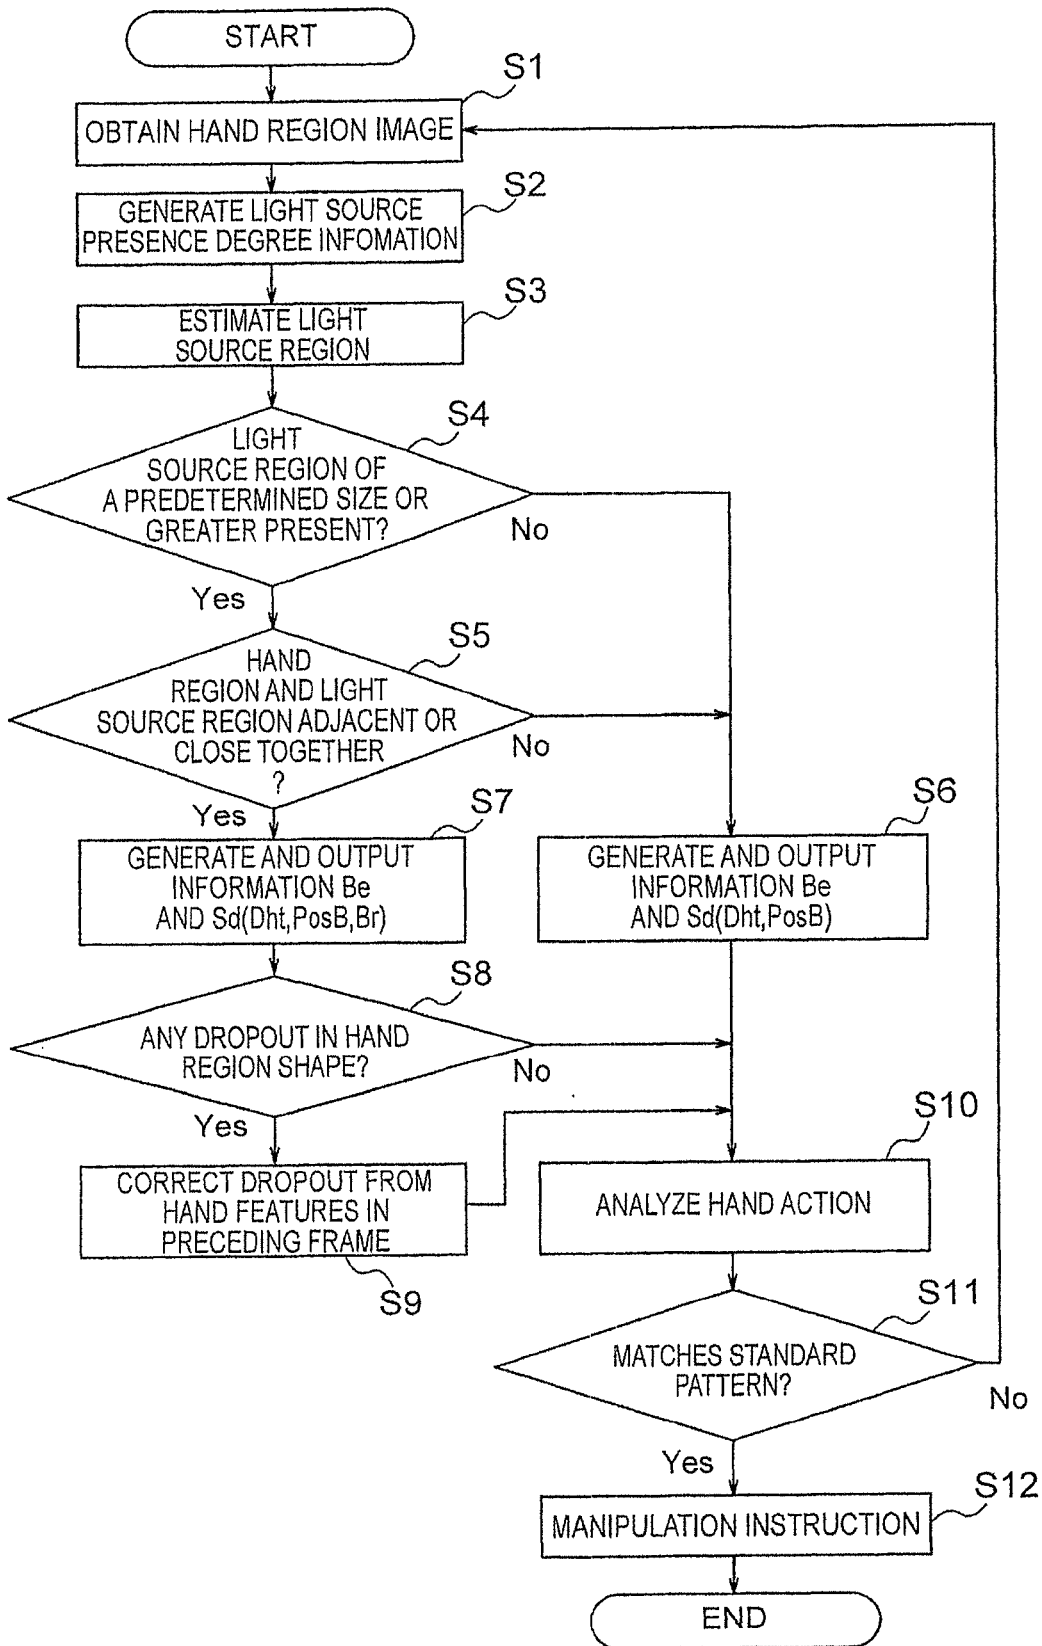 START
S1
OBTAIN HAND REGION IMAGE
S2
GENERATE LIGHT SOURCE
PRESENCE DEGREE INFOMATION
S3
ESTIMATE LIGHT
SOURCE REGION
S4
LIGHT
SOURCE REGION OF
A PREDETERMINED SIZE OR
GREATER PRESENT?
No
Yes
S5
HAND
REGION AND LIGHT
SOURCE REGION ADJACENT OR
CLOSE TOGETHER
?
No
Yes
S7
GENERATE AND OUTPUT
INFORMATION Be
AND Sd(Dht,PosB,Br)
S6
GENERATE AND OUTPUT
INFORMATION Be
AND Sd(Dht,PosB)
S8
ANY DROPOUT IN HAND
REGION SHAPE?
No
Yes
CORRECT DROPOUT FROM
HAND FEATURES IN
PRECEDING FRAME
S9
S10
ANALYZE HAND ACTION
S11
MATCHES STANDARD
PATTERN?
No
Yes
S12
MANIPULATION INSTRUCTION
END